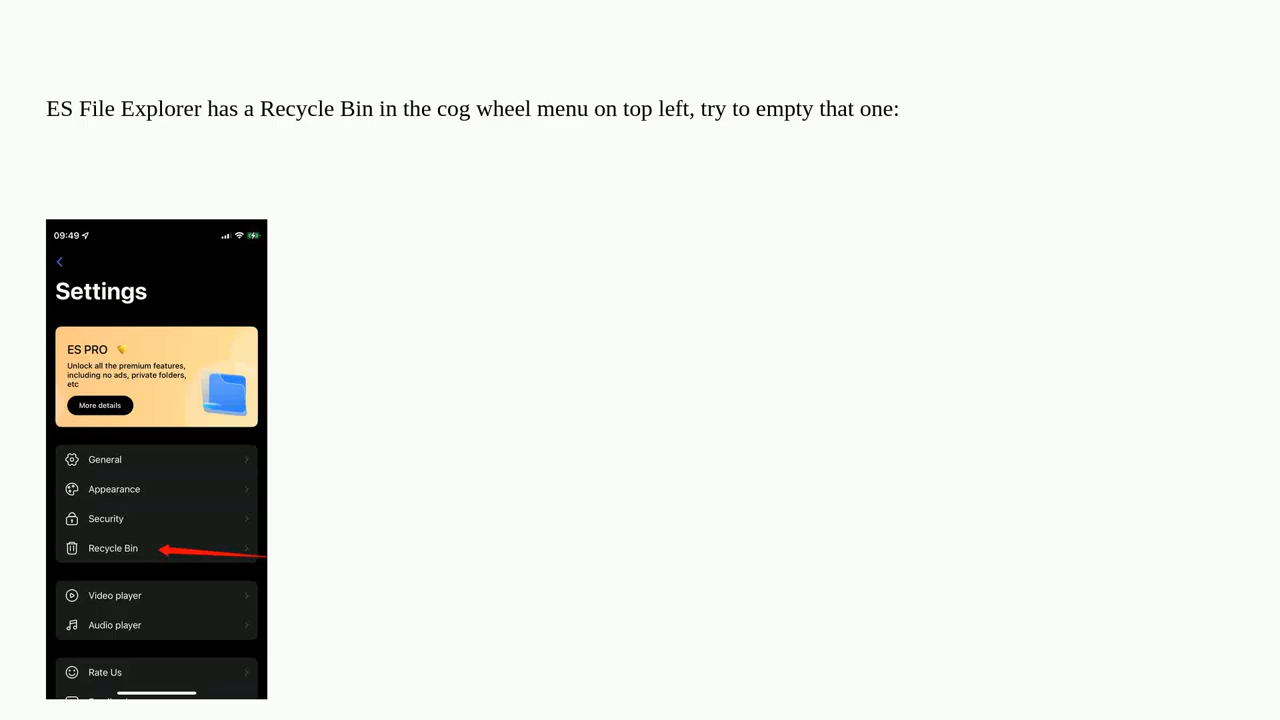 ES File Explorer has a Recycle Bin in the cog wheel menu on top left, try to empty that one:
09:49
Settings
ES PRO
Unlock all the premium features,
including no ads, private folders,
etc
More details
General
Appearance
Security
Recycle Bin
Video player
Audio player
Rate Us